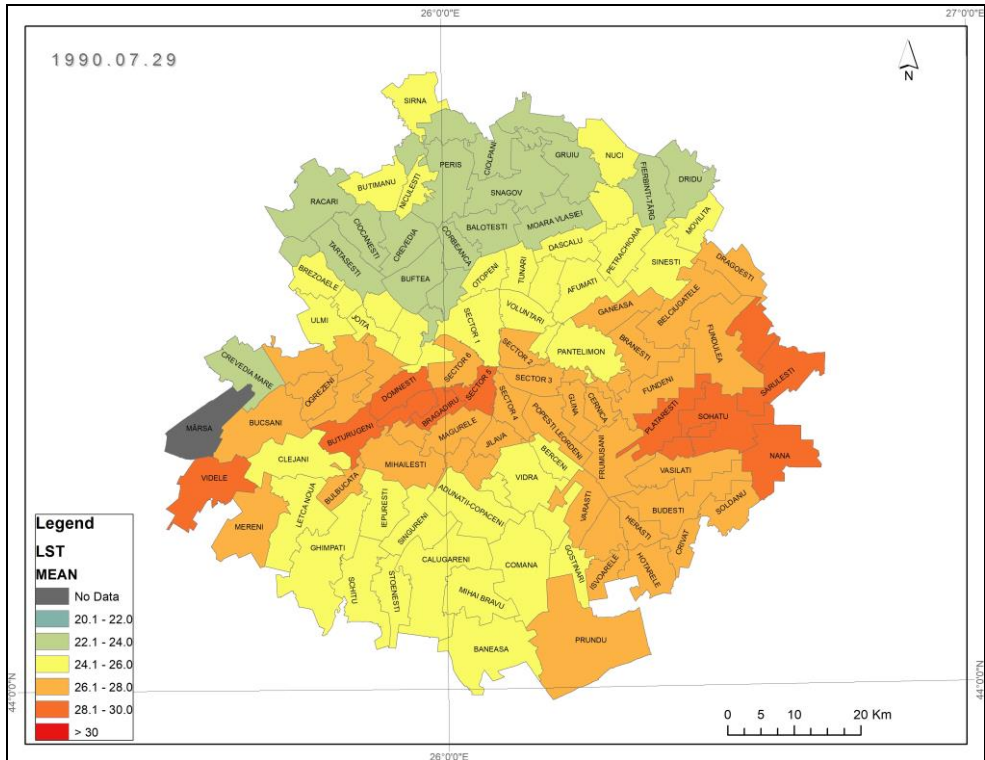 26°0'0"E
27°0'0"E
1990.07.29
N
SIRNA
PERIS
CIOLPANI
GRUIU
NUCI
FIERBINTI-TÂRG
DRIDU
BUTIMANU
NICULESTI
RACARI
SNAGOV
MOARA VLASIEI
MOVILITA
CIOCANESTI
CREVEDIA
CORBEANCA
BALOTESTI
TARTASESTI
BUFTEA
OTOPENI
TUNARI
DASCALU
PETRACHIOAIA
SINESTI
DRAGOESTI
BREZOAELE
AFUMATI
BELCIUGATELE
ULMI
JOITA
SECTOR 1
VOLUNTARI
GANEASA
FUNDULEA
CREVEDIA MARE
SECTOR 2
PANTELIMON
BRANESTI
SARULESTI
OGREZENI
DOMNESTI
SECTOR 6
SECTOR 5
SECTOR 3
FUNDENI
BUCSANI
BRAGADIRU
SECTOR 4
POPESTI LEORDENI
GLINA
CERNICA
PLATARESTI
SOHATU
MÂRSA
BUTURUGENI
MAGURELE
JILAVA
FRUMUSANI
NANA
CLEJANI
MIHAILESTI
BERCENI
VASILATI
VIDELE
BULBUCATA
VIDRA
SOLDANU
MERENI
LETCA NOUA
IEPURESTI
ADUNATII-COPACENI
VARASTI
BUDESTI
SINGURENI
HERASTI
CRIVAT
GHIMPATI
CALUGARENI
COMANA
GOSTINARI
ISVOARELE
HOTARELE
SCHITU
STOENESTI
MIHAI BRAVU
BANEASA
PRUNDU
Legend
LST
MEAN
No Data
20.1 - 22.0
22.1 - 24.0
24.1 - 26.0
26.1 - 28.0
28.1 - 30.0
> 30
44°0'0"N
44°0'0"N
0 5 10 20 Km
26°0'0"E